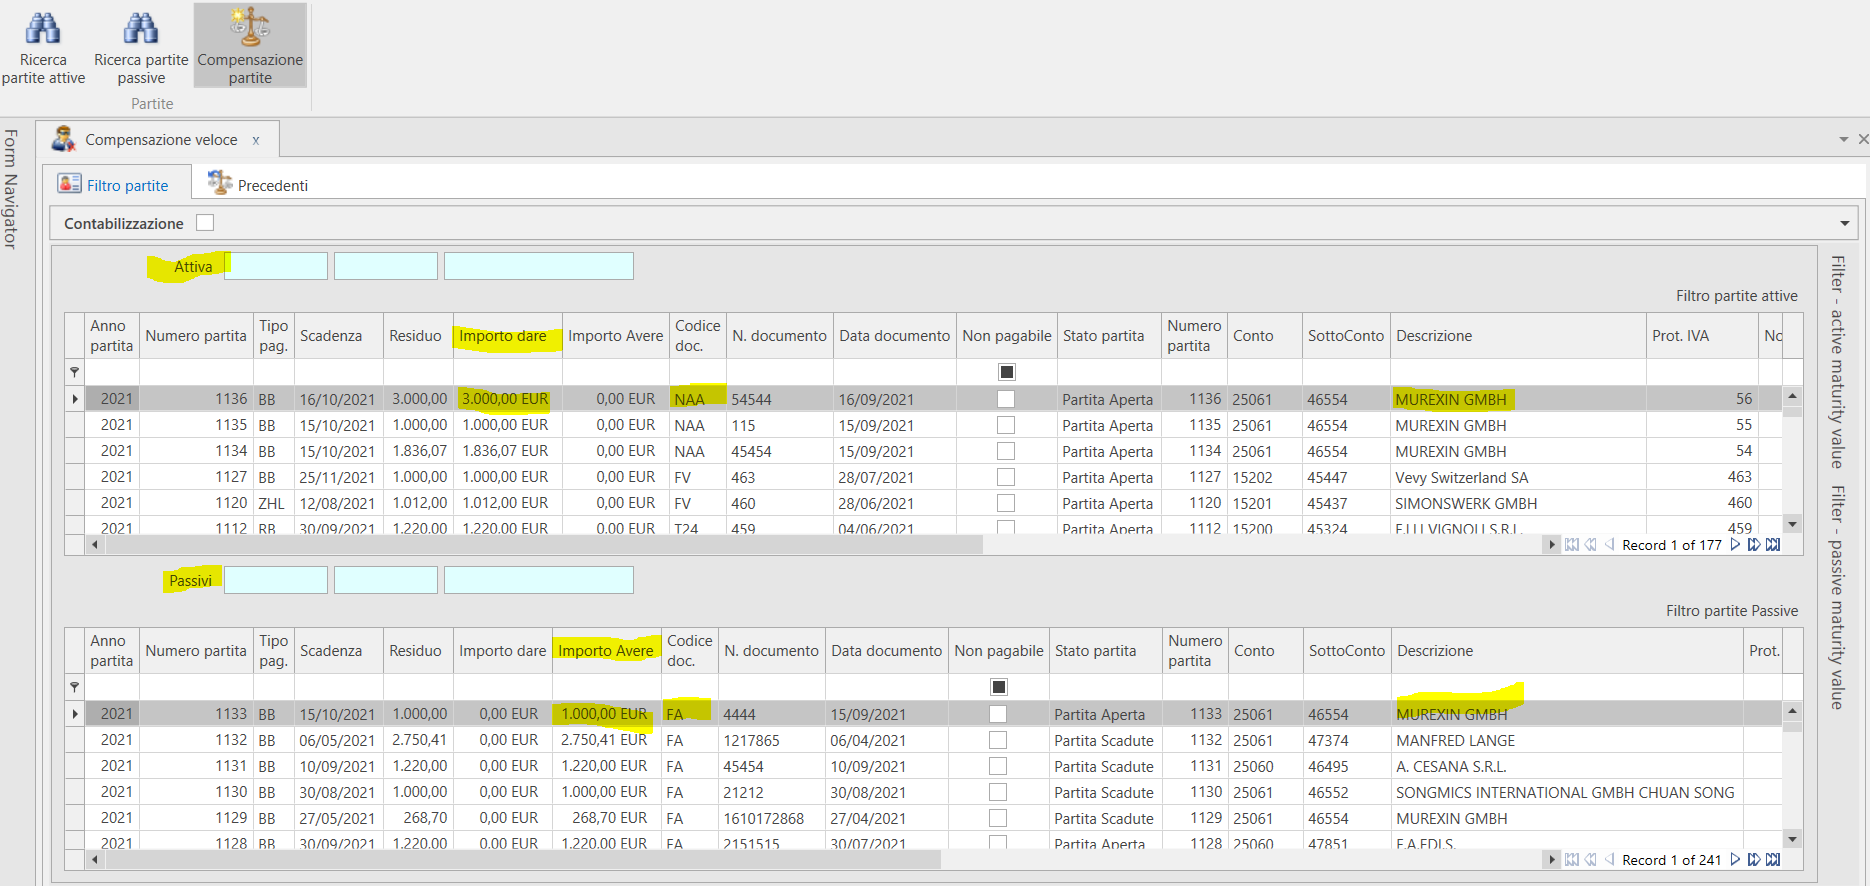 Ricerca partite attive
Ricerca partite passive
Compensazione partite
Partite
Form Navigator
Compensazione veloce x
Filtro partite Precedenti
Contabilizzazione
Attiva
Filtro partite attive
Anno partita Numero partita Tipo pag. Scadenza Residuo Importo dare Importo Avere Codice doc. N. documento Data documento Non pagabile Stato partita Numero partita Conto SottoConto Descrizione Prot. IVA No
2021 1136 BB 16/10/2021 3.000,00 3.000,00 EUR 0,00 EUR NAA 54544 16/09/2021 Partita Aperta 1136 25061 46554 MUREXIN GMBH 56
2021 1135 BB 15/10/2021 1.000,00 1.000,00 EUR 0,00 EUR NAA 115 15/09/2021 Partita Aperta 1135 25061 46554 MUREXIN GMBH 55
2021 1134 BB 15/10/2021 1.836,07 1.836,07 EUR 0,00 EUR NAA 45454 15/09/2021 Partita Aperta 1134 25061 46554 MUREXIN GMBH 54
2021 1127 BB 25/11/2021 1.000,00 1.000,00 EUR 0,00 EUR FV 463 28/07/2021 Partita Aperta 1127 15202 45447 Vevy Switzerland SA 463
2021 1120 ZHL 12/08/2021 1.012,00 1.012,00 EUR 0,00 EUR FV 460 28/06/2021 Partita Aperta 1120 15201 45437 SIMONSWERK GMBH 460
2021 1112 RB 30/09/2021 1.220,00 1.220,00 EUR 0,00 EUR T24 459 04/06/2021 Partita Aperta 1112 15200 45324 F.LLI VIGNOLI S.R.L. 459
Record 1 of 177
Passivi
Filtro partite Passive
Anno partita Numero partita Tipo pag. Scadenza Residuo Importo dare Importo Avere Codice doc. N. documento Data documento Non pagabile Stato partita Numero partita Conto SottoConto Descrizione Prot.
2021 1133 BB 15/10/2021 1.000,00 0,00 EUR 1.000,00 EUR FA 4444 15/09/2021 Partita Aperta 1133 25061 46554 MUREXIN GMBH
2021 1132 BB 06/05/2021 2.750,41 0,00 EUR 2.750,41 EUR FA 1217865 06/04/2021 Partita Scadute 1132 25061 47374 MANFRED LANGE
2021 1131 BB 10/09/2021 1.220,00 0,00 EUR 1.220,00 EUR FA 45454 10/09/2021 Partita Scadute 1131 25060 46495 A. CESANA S.R.L.
2021 1130 BB 30/08/2021 1.000,00 0,00 EUR 1.000,00 EUR FA 21212 30/08/2021 Partita Scadute 1130 25061 46552 SONGMICS INTERNATIONAL GMBH CHUAN SONG
2021 1129 BB 27/05/2021 268,70 0,00 EUR 268,70 EUR FA 1610172868 27/04/2021 Partita Scadute 1129 25061 46554 MUREXIN GMBH
2021 1128 BB 30/09/2021 1.220,00 0,00 EUR 1.220,00 EUR FA 2151515 30/07/2021 Partita Aperta 1128 25060 47851
Record 1 of 241
Filter - active maturity value
Filter - passive maturity value